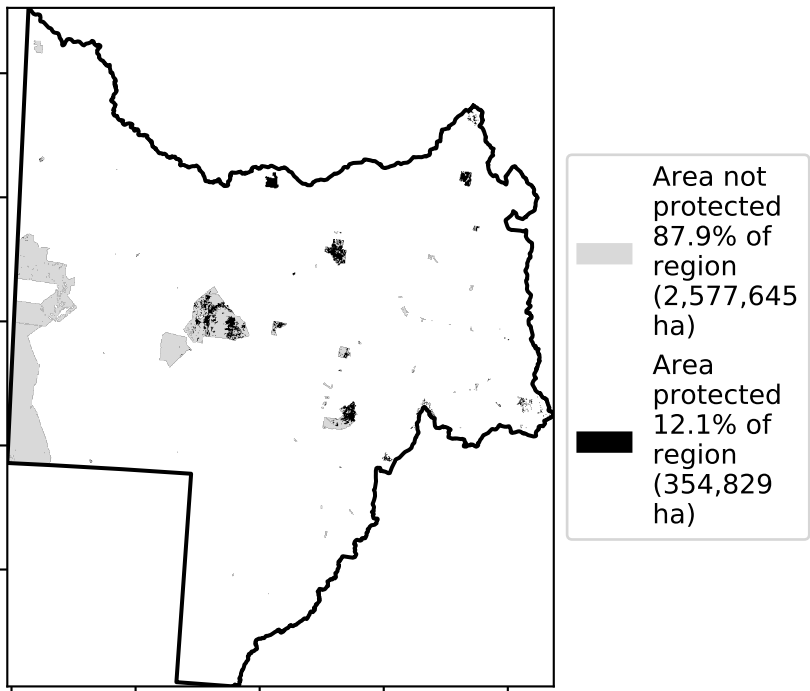 Area not
protected
87.9% of
region
(2,577,645
ha)
Area
protected
12.1% of
region
(354,829
ha)